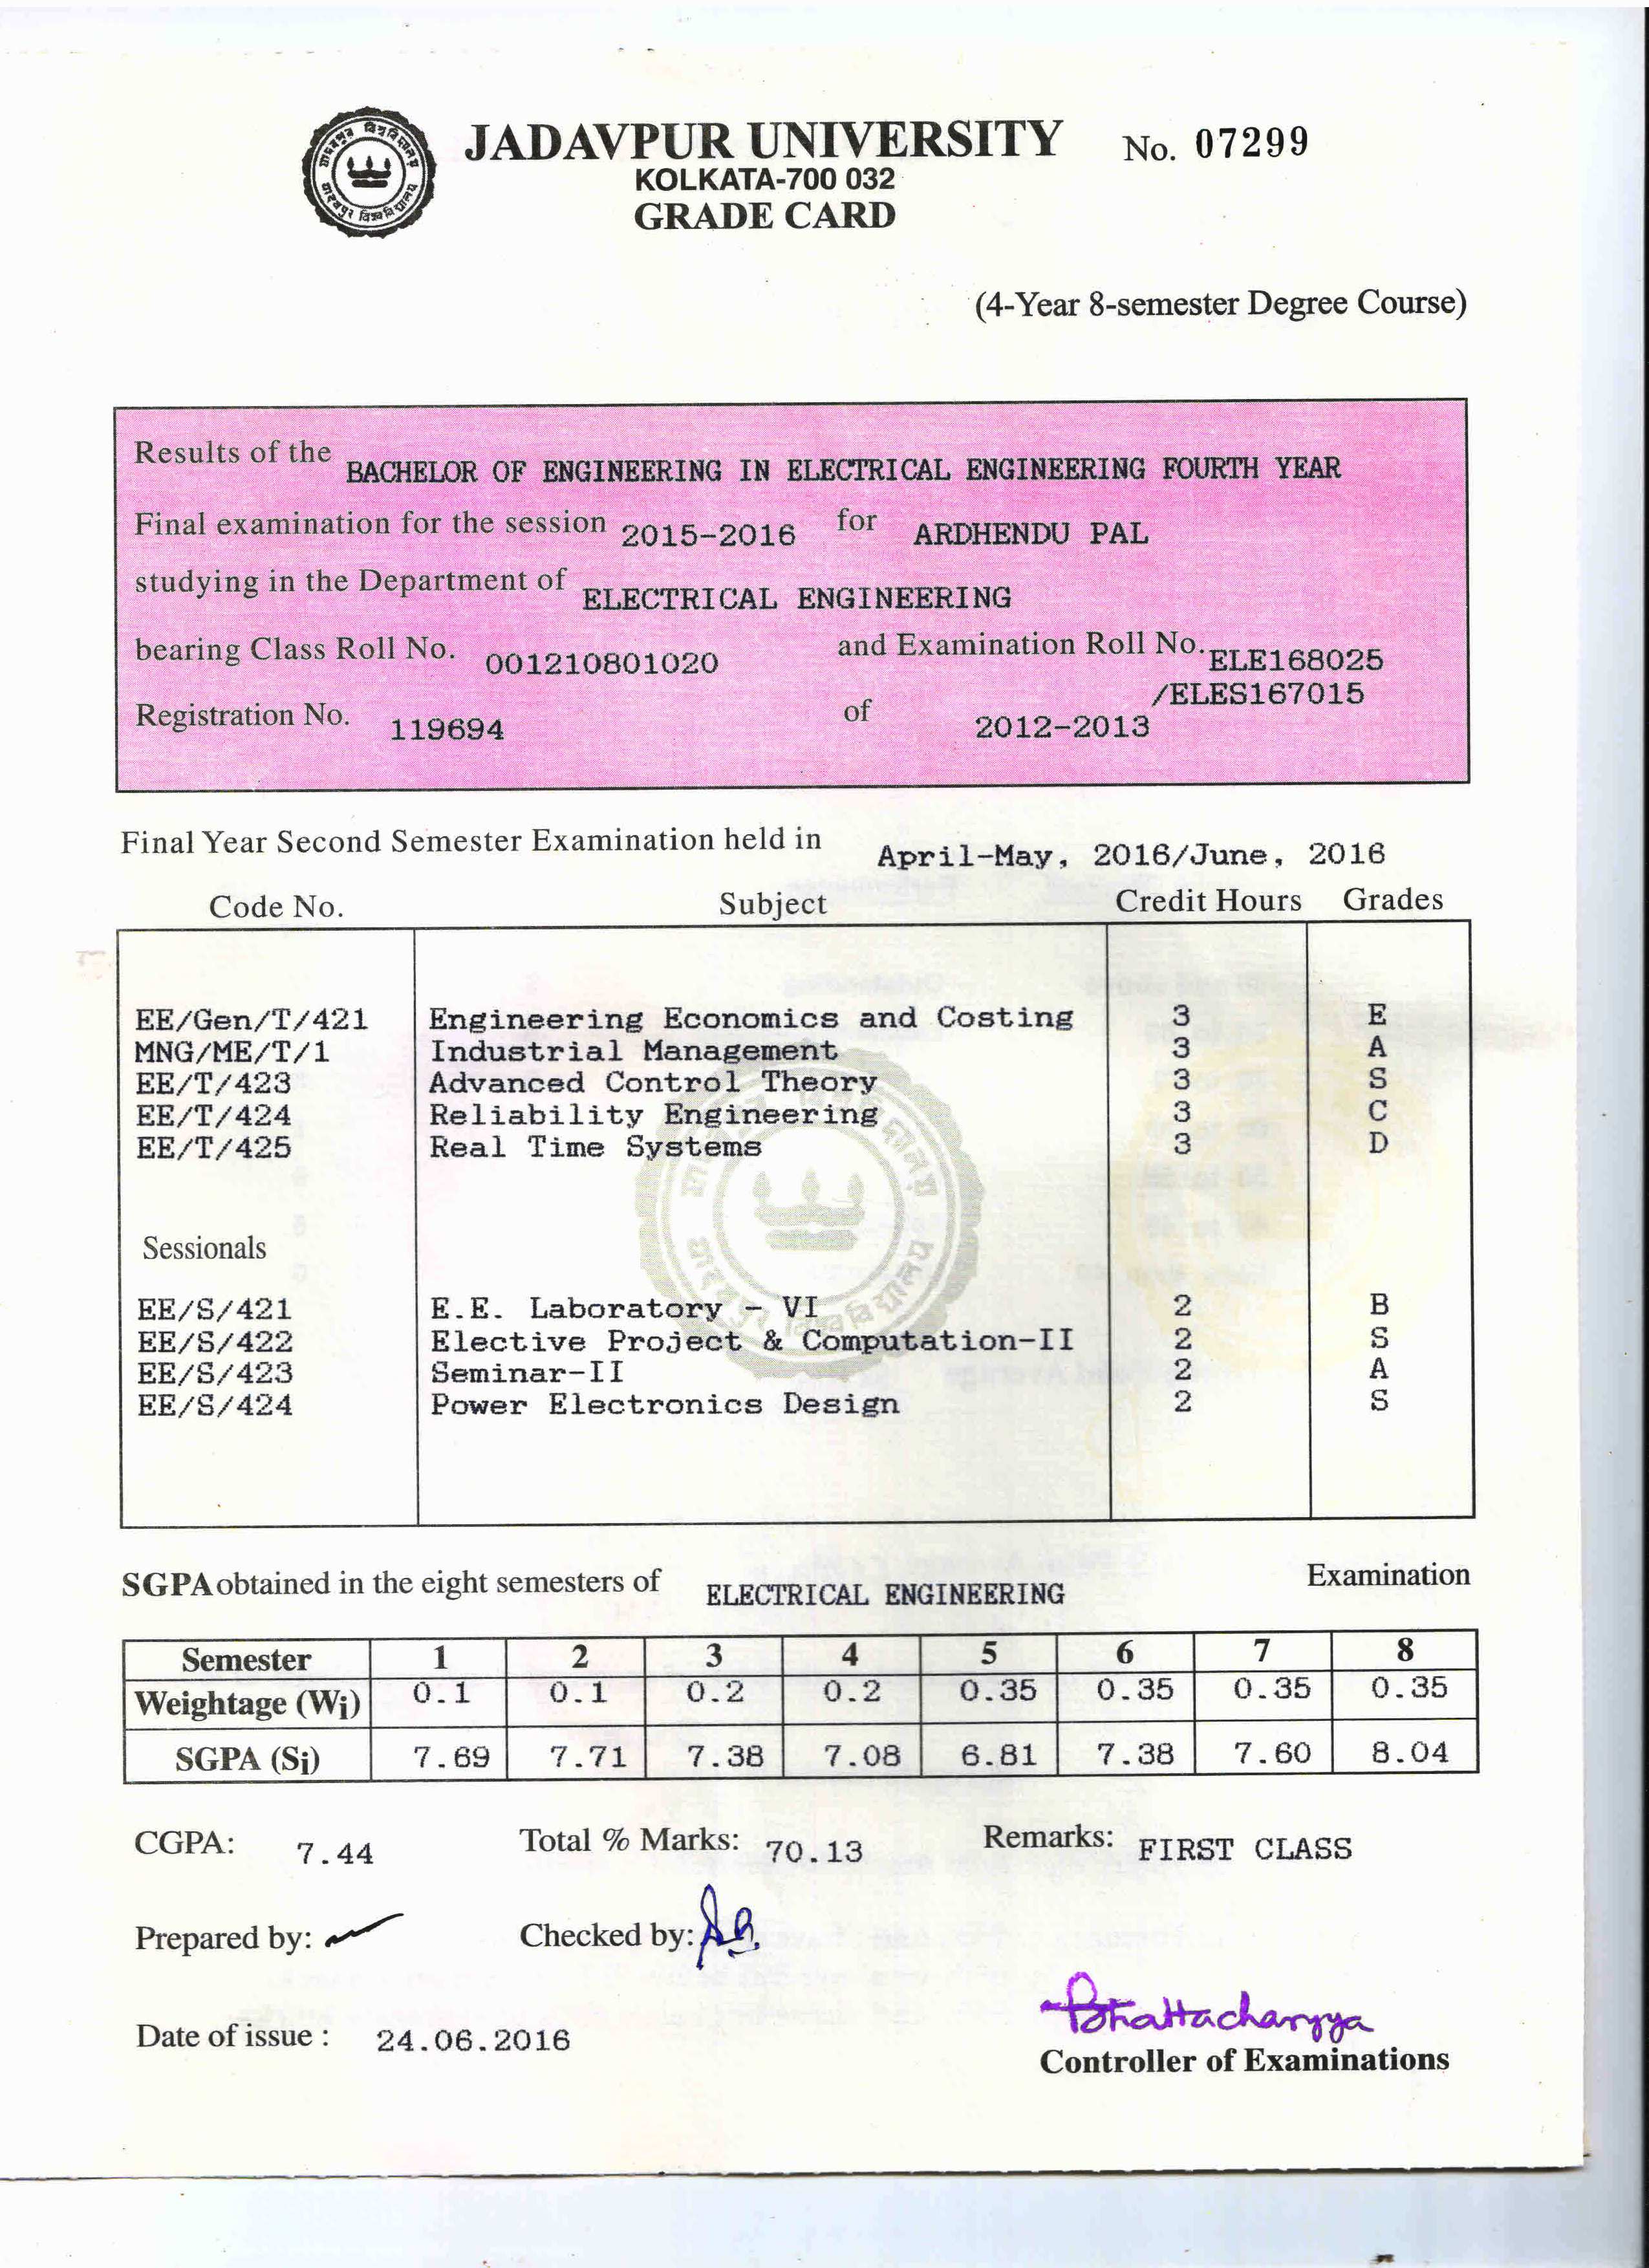 যাদবপুর বিশ্ববিদ্যালয়
यादवपुर विश्वविद्यालय
JADAVPUR UNIVERSITY No. 07299
KOLKATA-700 032
GRADE CARD
(4-Year 8-semester Degree Course)
Results of the BACHELOR OF ENGINEERING IN ELECTRICAL ENGINEERING FOURTH YEAR
Final examination for the session 2015-2016 for ARDHENDU PAL
studying in the Department of ELECTRICAL ENGINEERING
bearing Class Roll No. 001210801020 and Examination Roll No. ELE168025
/ELES167015
Registration No. 119694 of 2012-2013
Final Year Second Semester Examination held in April-May, 2016/June, 2016
Code No. Subject Credit Hours Grades
EE/Gen/T/421 Engineering Economics and Costing 3 E
MNG/ME/T/1 Industrial Management 3 A
EE/T/423 Advanced Control Theory 3 S
EE/T/424 Reliability Engineering 3 C
EE/T/425 Real Time Systems 3 D
Sessionals
EE/S/421 E.E. Laboratory - VI 2 B
EE/S/422 Elective Project & Computation-II 2 S
EE/S/423 Seminar-II 2 A
EE/S/424 Power Electronics Design 2 S
SGPA obtained in the eight semesters of ELECTRICAL ENGINEERING Examination
Semester 1 2 3 4 5 6 7 8
Weightage (Wi) 0.1 0.1 0.2 0.2 0.35 0.35 0.35 0.35
SGPA (Si) 7.69 7.71 7.38 7.08 6.81 7.38 7.60 8.04
CGPA: 7.44 Total % Marks: 70.13 Remarks: FIRST CLASS
Prepared by: Checked by:
Bhattacharyya
Date of issue : 24.06.2016
Controller of Examinations